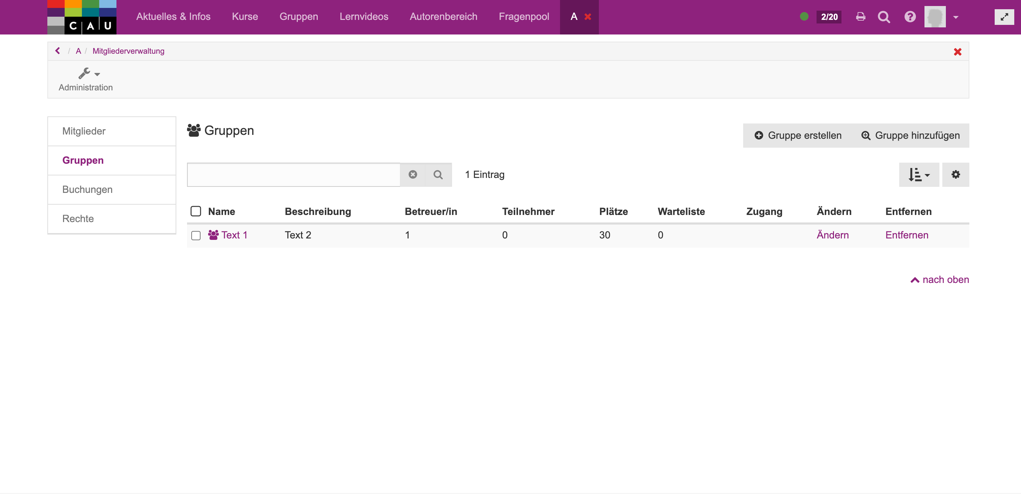 C A U Aktuelles & Infos Kurse Gruppen Lernvideos Autorenbereich Fragenpool A 2/20
/ A / Mitgliederverwaltung
Administration
Mitglieder
Gruppen
Buchungen
Rechte
Gruppen
Gruppe erstellen Gruppe hinzufügen
1 Eintrag
Name Beschreibung Betreuer/in Teilnehmer Plätze Warteliste Zugang Ändern Entfernen
Text 1 Text 2 1 0 30 0 Ändern Entfernen
nach oben